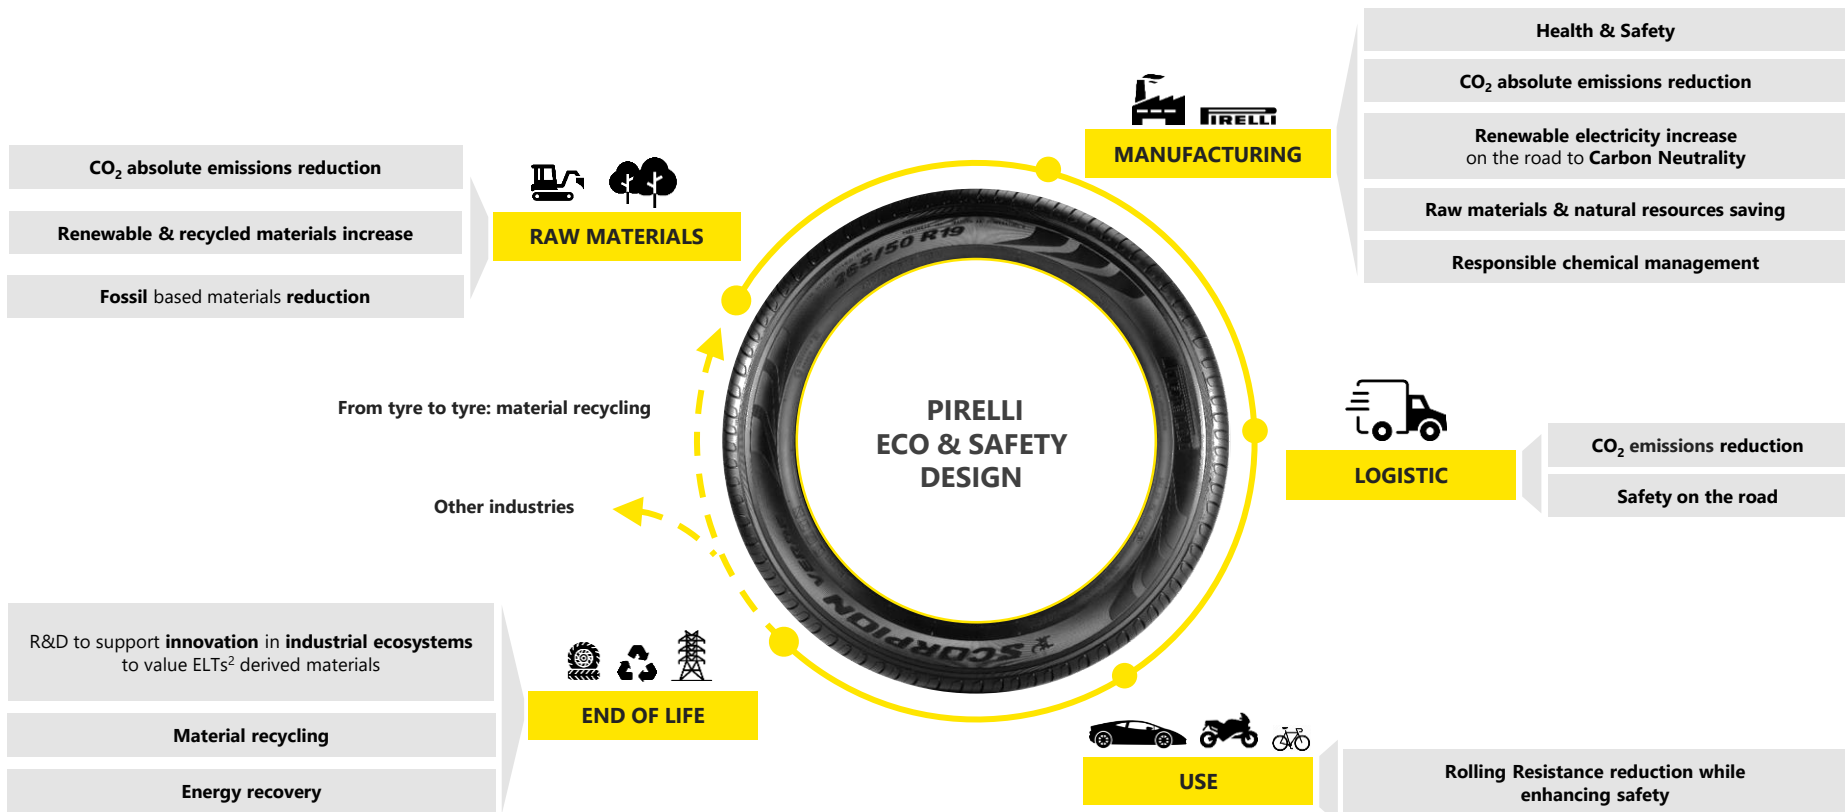 Health & Safety
CO₂ absolute emissions reduction
Renewable electricity increase
on the road to Carbon Neutrality
Raw materials & natural resources saving
Responsible chemical management
PIRELLI
MANUFACTURING
CO₂ absolute emissions reduction
Renewable & recycled materials increase
Fossil based materials reduction
RAW MATERIALS
265/50 R19
From tyre to tyre: material recycling
Other industries
PIRELLI
ECO & SAFETY
DESIGN
LOGISTIC
CO₂ emissions reduction
Safety on the road
SCORPION VERDE
R&D to support innovation in industrial ecosystems
to value ELTs² derived materials
Material recycling
Energy recovery
END OF LIFE
USE
Rolling Resistance reduction while
enhancing safety